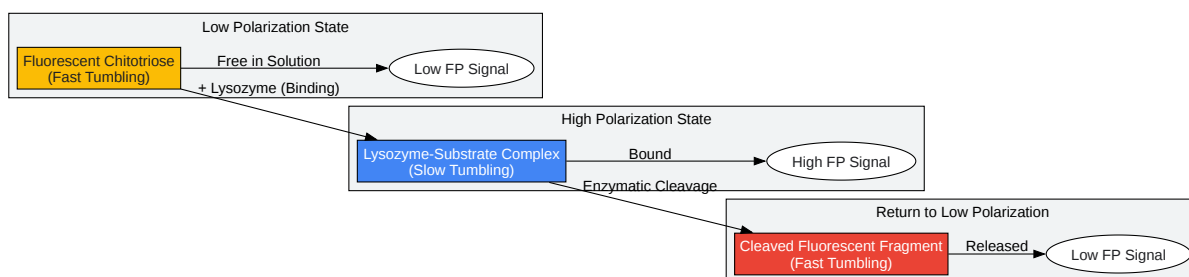 Low Polarization State
Fluorescent Chitotriose
(Fast Tumbling)
Free in Solution
Low FP Signal
+ Lysozyme (Binding)
High Polarization State
Lysozyme-Substrate Complex
(Slow Tumbling)
Bound
High FP Signal
Enzymatic Cleavage
Return to Low Polarization
Cleaved Fluorescent Fragment
(Fast Tumbling)
Released
Low FP Signal